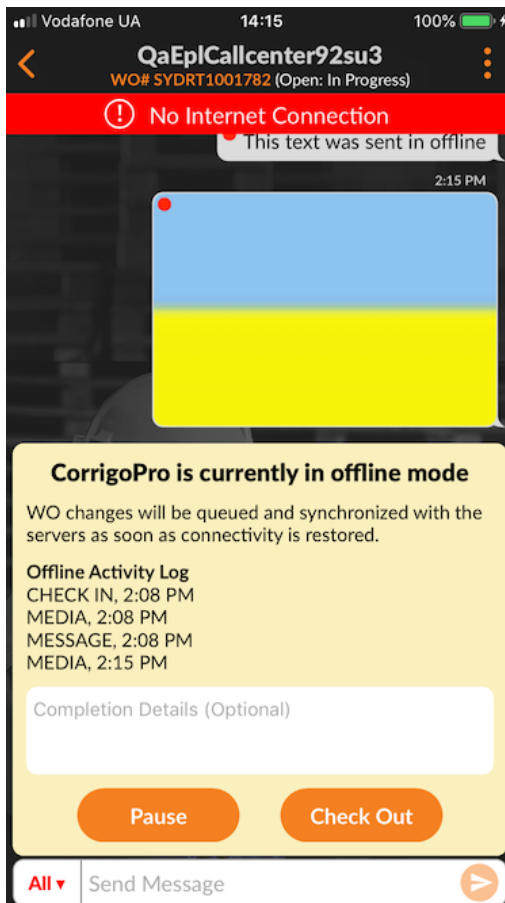 Vodafone UA 14:15 100%
QaEplCallcenter92su3
WO# SYDRT1001782 (Open: In Progress)
No Internet Connection
This text was sent in offline
2:15 PM
CorrigoPro is currently in offline mode
WO changes will be queued and synchronized with the
servers as soon as connectivity is restored.
Offline Activity Log
CHECK IN, 2:08 PM
MEDIA, 2:08 PM
MESSAGE, 2:08 PM
MEDIA, 2:15 PM
Completion Details (Optional)
Pause Check Out
All Send Message